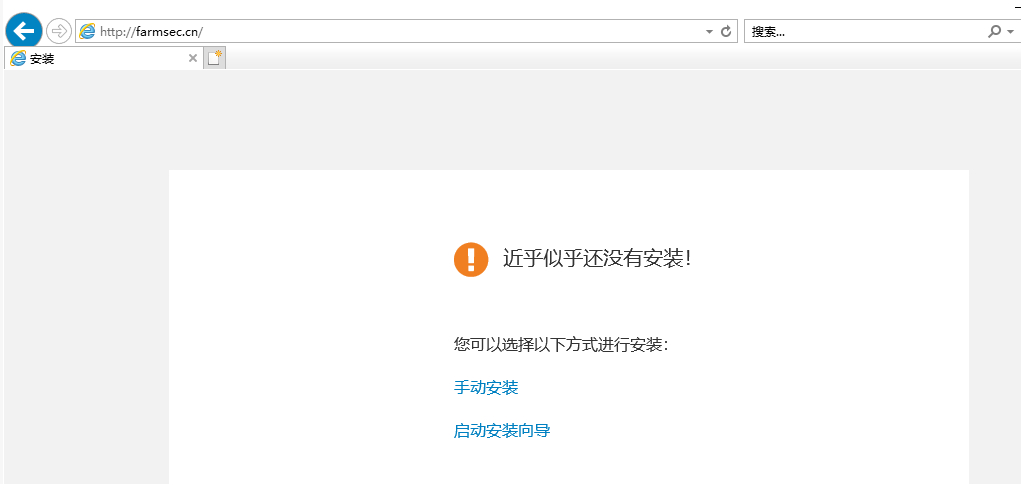 http://farmsec.cn/
搜索...
安装
近乎似乎还没有安装！
您可以选择以下方式进行安装：
手动安装
启动安装向导